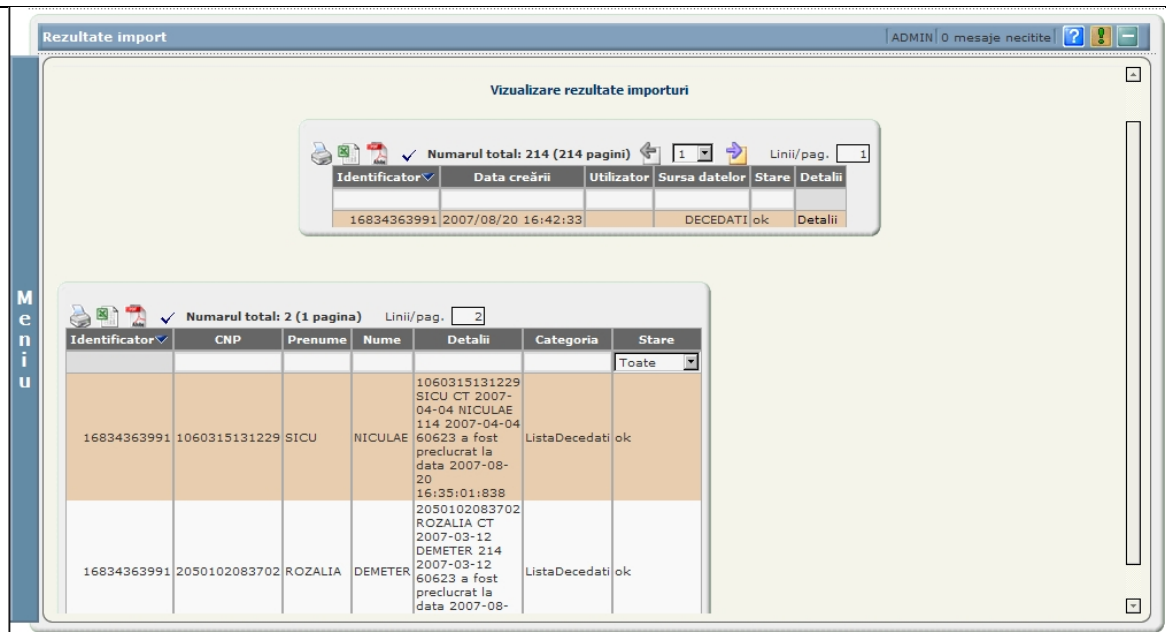 Rezultate import
ADMIN 0 mesaje necitite
Meniu
Vizualizare rezultate importuri
Numarul total: 214 (214 pagini) 1 Linii/pag. 1
Identificator Data creării Utilizator Sursa datelor Stare Detalii
16834363991 2007/08/20 16:42:33 DECEDATI ok Detalii
Numarul total: 2 (1 pagina) Linii/pag. 2
Identificator CNP Prenume Nume Detalii Categoria Stare
Toate
1060315131229
SICU CT 2007-
04-04 NICULAE
114 2007-04-04
16834363991 1060315131229 SICU NICULAE 60623 a fost ListaDecedati ok
preclucrat la
data 2007-08-
20
16:35:01:838
2050102083702
ROZALIA CT
2007-03-12
DEMETER 214
16834363991 2050102083702 ROZALIA DEMETER 2007-03-12 ListaDecedati ok
60623 a fost
preclucrat la
data 2007-08-